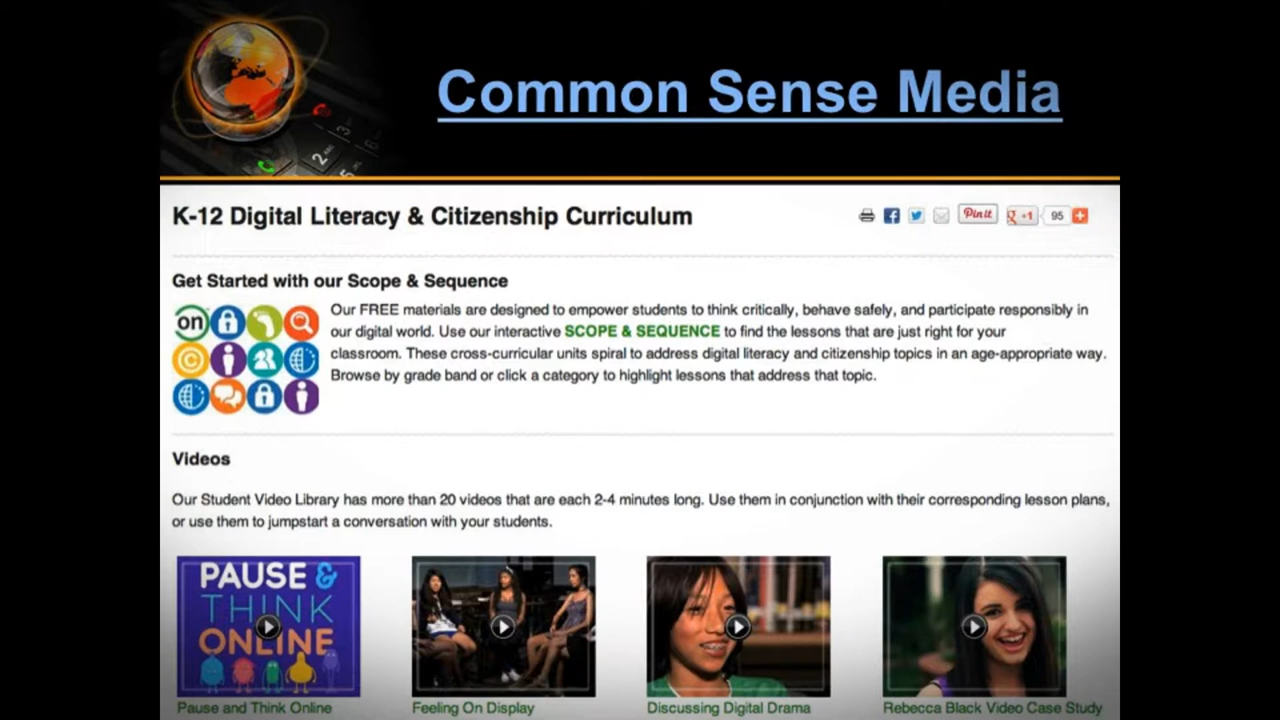 Common Sense Media
K-12 Digital Literacy & Citizenship Curriculum
Pin it
g +1
95
Get Started with our Scope & Sequence
on
Our FREE materials are designed to empower students to think critically, behave safely, and participate responsibly in
our digital world. Use our interactive SCOPE & SEQUENCE to find the lessons that are just right for your
classroom. These cross-curricular units spiral to address digital literacy and citizenship topics in an age-appropriate way.
Browse by grade band or click a category to highlight lessons that address that topic.
Videos
Our Student Video Library has more than 20 videos that are each 2-4 minutes long. Use them in conjunction with their corresponding lesson plans,
or use them to jumpstart a conversation with your students.
PAUSE &
THINK
ONLINE
Pause and Think Online
Feeling On Display
Discussing Digital Drama
Rebecca Black Video Case Study